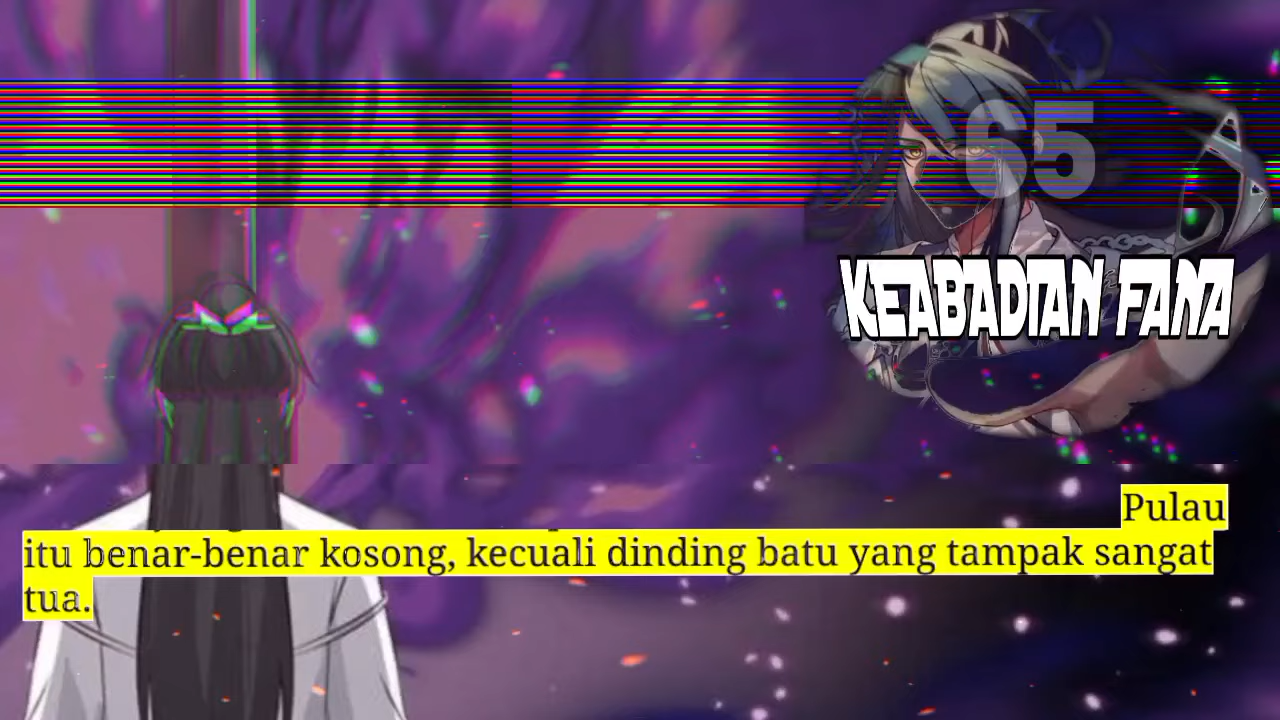 65
KEABADIAN FANA
Pulau
itu benar-benar kosong, kecuali dinding batu yang tampak sangat
tua.